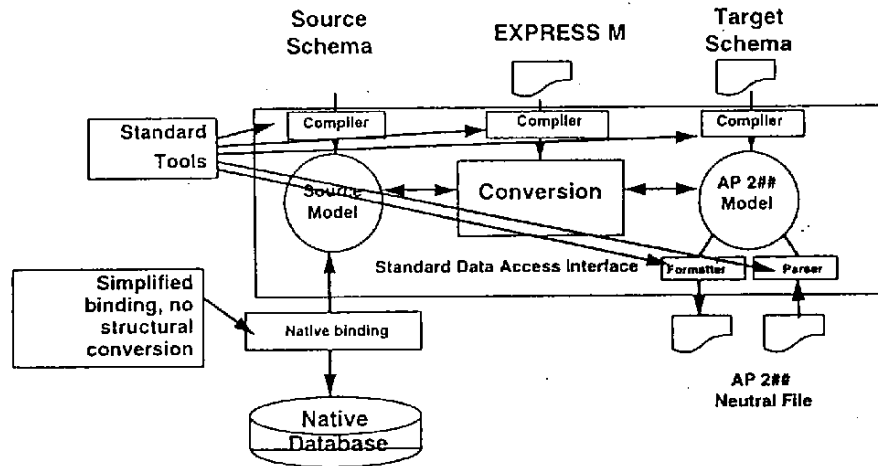 Source
Schema
EXPRESS M
Target
Schema
Standard
Tools
Compiler
Compiler
Compiler
Source
Model
Conversion
AP 2##
Model
Standard Data Access Interface
Formatter
Parser
Simplified
binding, no
structural
conversion
Native binding
AP 2##
Neutral File
Native
Database